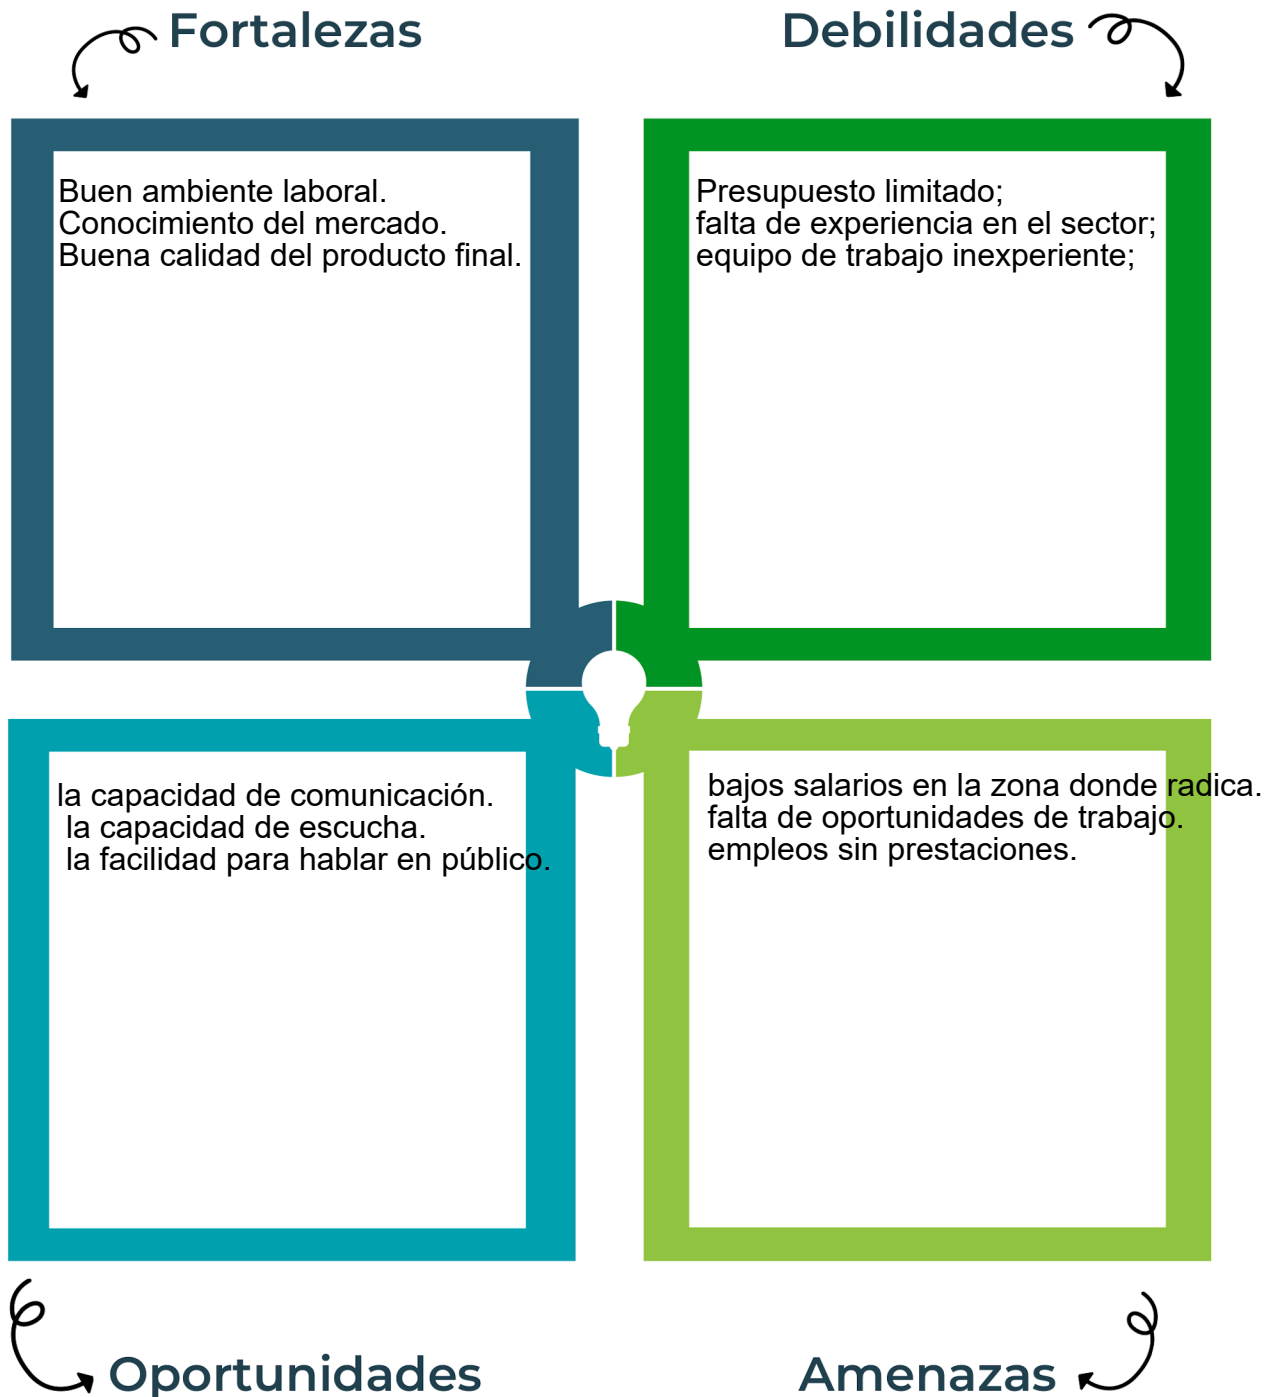 Fortalezas
Debilidades
Buen ambiente laboral.
Conocimiento del mercado.
Buena calidad del producto final.
Presupuesto limitado;
falta de experiencia en el sector;
equipo de trabajo inexperiente;
la capacidad de comunicación.
la capacidad de escucha.
la facilidad para hablar en público.
bajos salarios en la zona donde radica.
falta de oportunidades de trabajo.
empleos sin prestaciones.
Oportunidades
Amenazas